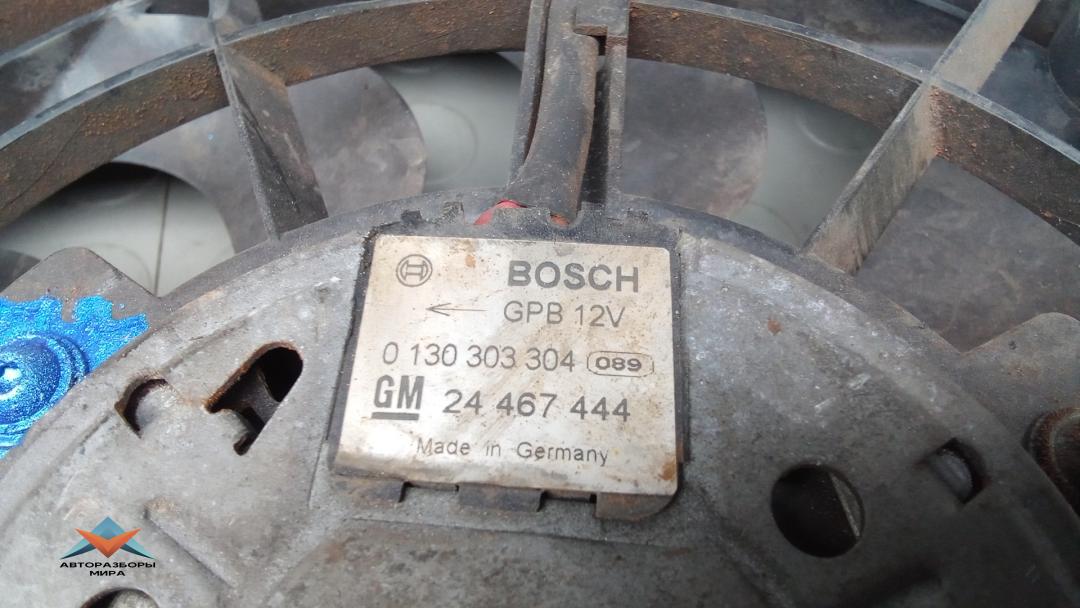 BOSCH
← GPB 12V
0 130 303 304 089
GM 24 467 444
Made in Germany
АВТОРАЗБОРЫ
МИРА